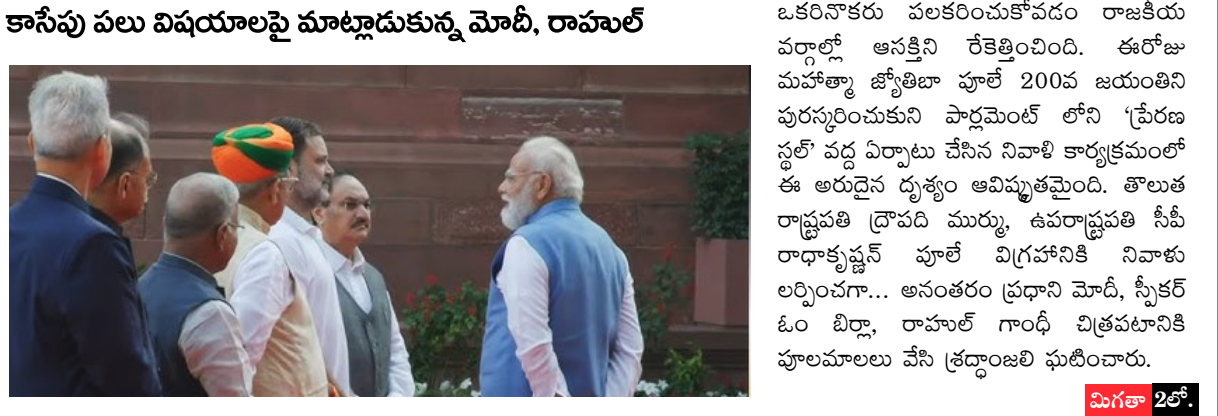 కాసేపు పలు విషయాలపై మాట్లాడుకున్న మోదీ, రాహుల్
ఒకరినొకరు పలకరించుకోవడం రాజకీయ
వర్గాల్లో ఆసక్తిని రేకెత్తించింది. ఈరోజు
మహాత్మా జ్యోతిబా పూలే 200వ జయంతిని
పురస్కరించుకుని పార్లమెంట్ లోని ‘ప్రేరణ
స్థల్’ వద్ద ఏర్పాటు చేసిన నివాళి కార్యక్రమంలో
ఈ అరుదైన దృశ్యం ఆవిష్కృతమైంది. తొలుత
రాష్ట్రపతి ద్రౌపది ముర్ము, ఉపరాష్ట్రపతి సీపీ
రాధాకృష్ణన్ పూలే విగ్రహానికి నివాళు
లర్పించగా... అనంతరం ప్రధాని మోదీ, స్పీకర్
ఓం బిర్లా, రాహుల్ గాంధీ చిత్రపటానికి
పూలమాలలు వేసి శ్రద్ధాంజలి ఘటించారు.
మిగతా 2లో.